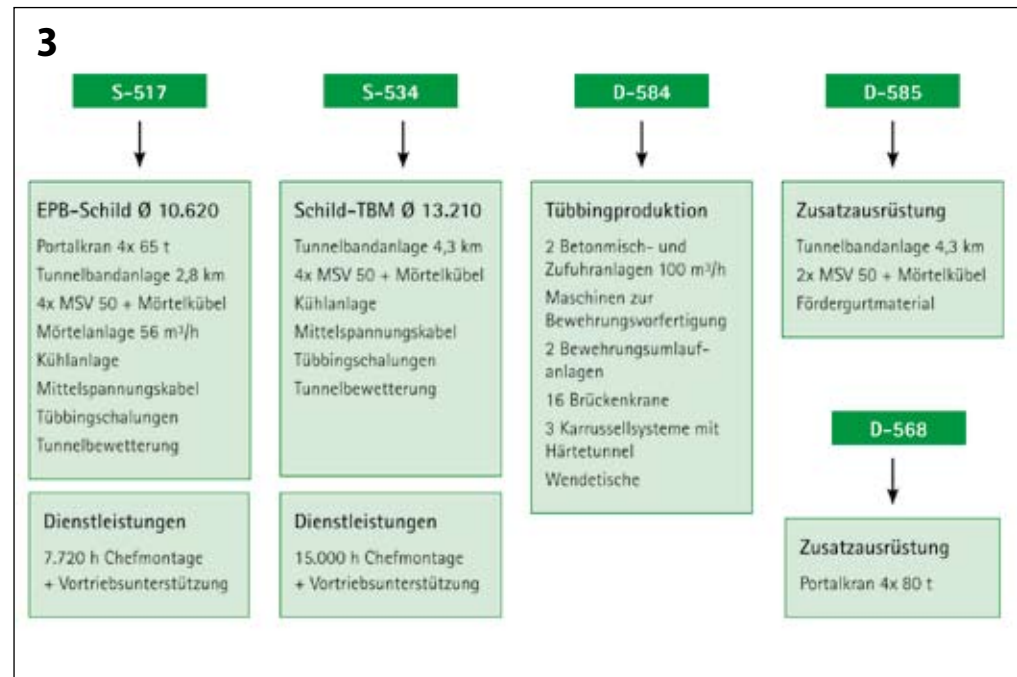 3
S-517
EPB-Schild Ø 10.620
Portalkran 4x 65 t
Tunnelbandanlage 2,8 km
4x MSV 50 + Mörtelkübel
Mörtelanlage 56 m³/h
Kühlanlage
Mittelspannungskabel
Tübbingschalungen
Tunnelbewetterung
Dienstleistungen
7.720 h Chefmontage
+ Vortriebsunterstützung
S-534
Schild-TBM Ø 13.210
Tunnelbandanlage 4,3 km
4x MSV 50 + Mörtelkübel
Kühlanlage
Mittelspannungskabel
Tübbingschalungen
Tunnelbewetterung
Dienstleistungen
15.000 h Chefmontage
+ Vortriebsunterstützung
D-584
Tübbingproduktion
2 Betonmisch- und
Zufuhranlagen 100 m³/h
Maschinen zur
Bewehrungsvorfertigung
2 Bewehrungsumlauf-
anlagen
16 Brückenkrane
3 Karrussellsysteme mit
Härtetunnel
Wendetische
D-585
Zusatzausrüstung
Tunnelbandanlage 4,3 km
2x MSV 50 + Mörtelkübel
Fördergurtmaterial
D-568
Zusatzausrüstung
Portalkran 4x 80 t